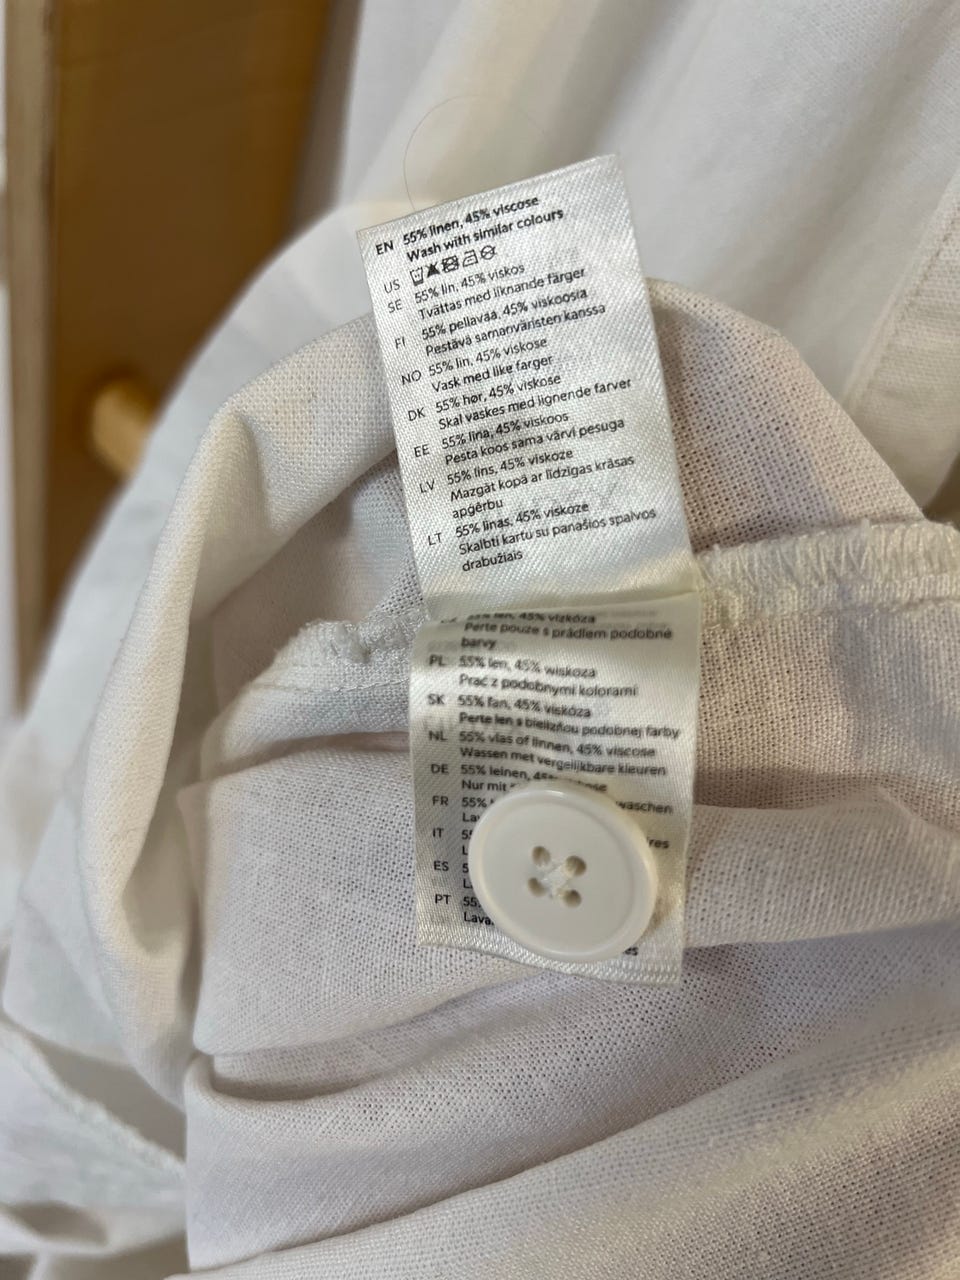 EN 55% linen, 45% viscose
Wash with similar colours
US
SE 55% lin, 45% viskos
Tvättas med liknande färger
FI 55% pellavaa, 45% viskoosia
Pestävä samanväristen kanssa
NO 55% lin, 45% viskose
Vask med like farger
DK 55% hør, 45% viskose
Skal vaskes med lignende farver
EE 55% lina, 45% viskoos
Pesta koos sama värvi pesuga
LV 55% lins, 45% viskoze
Mazgāt kopā ar līdzīgas krāsas
apģērbu
LT 55% linas, 45% viskozė
Skalbti kartu su panašios spalvos
drabužiais
55% len, 45% vizkóza
Perte pouze s prádlem podobné
barvy
PL 55% len, 45% wiskoza
Prać z podobnymi kolorami
SK 55% ľan, 45% viskóza
Perte len s bielizňou podobnej farby
NL 55% vlas of linnen, 45% viscose
Wassen met vergelijkbare kleuren
DE 55% leinen,
Nur mit waschen
FR 55%
IT
ES
PT